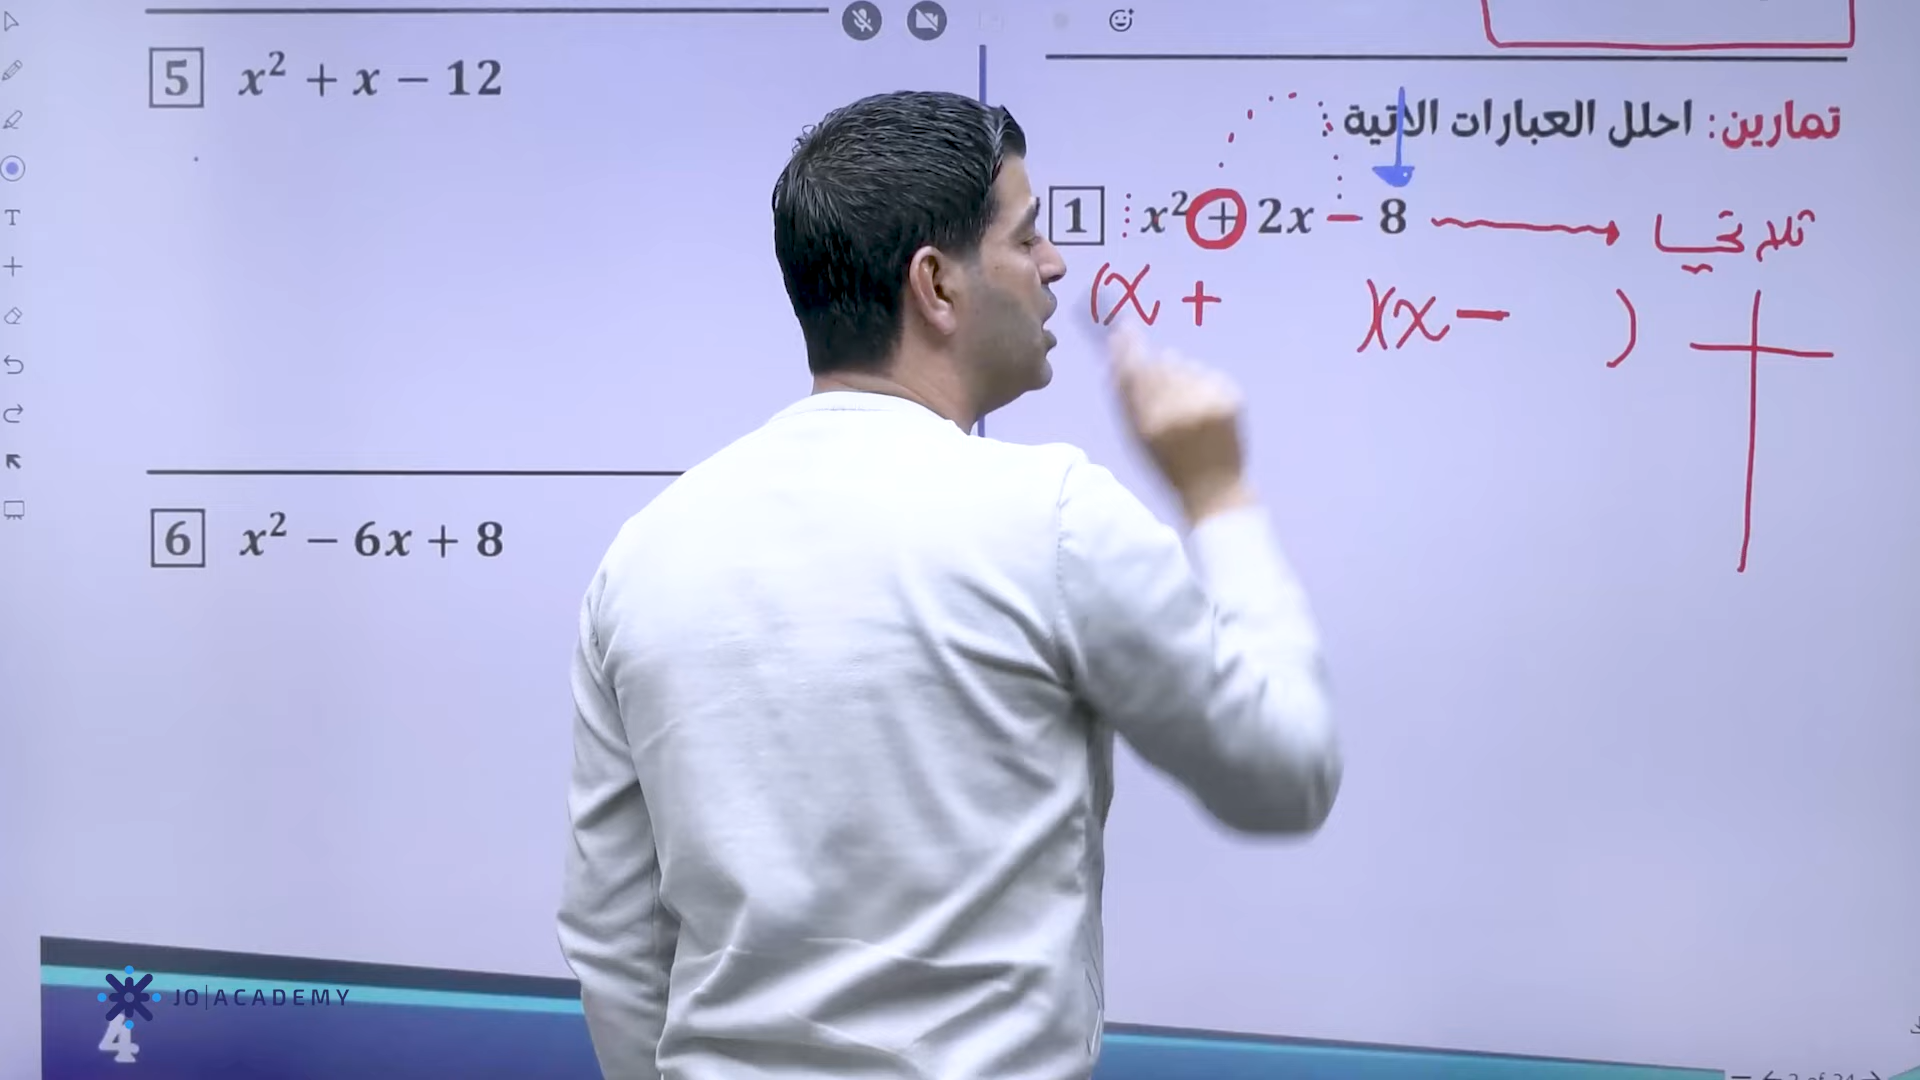 5 x² + x − 12
6 x² − 6x + 8
تمارين: احلل العبارات الاتية :
1 x² + 2x − 8
(x + )(x − )
JO|ACADEMY
4